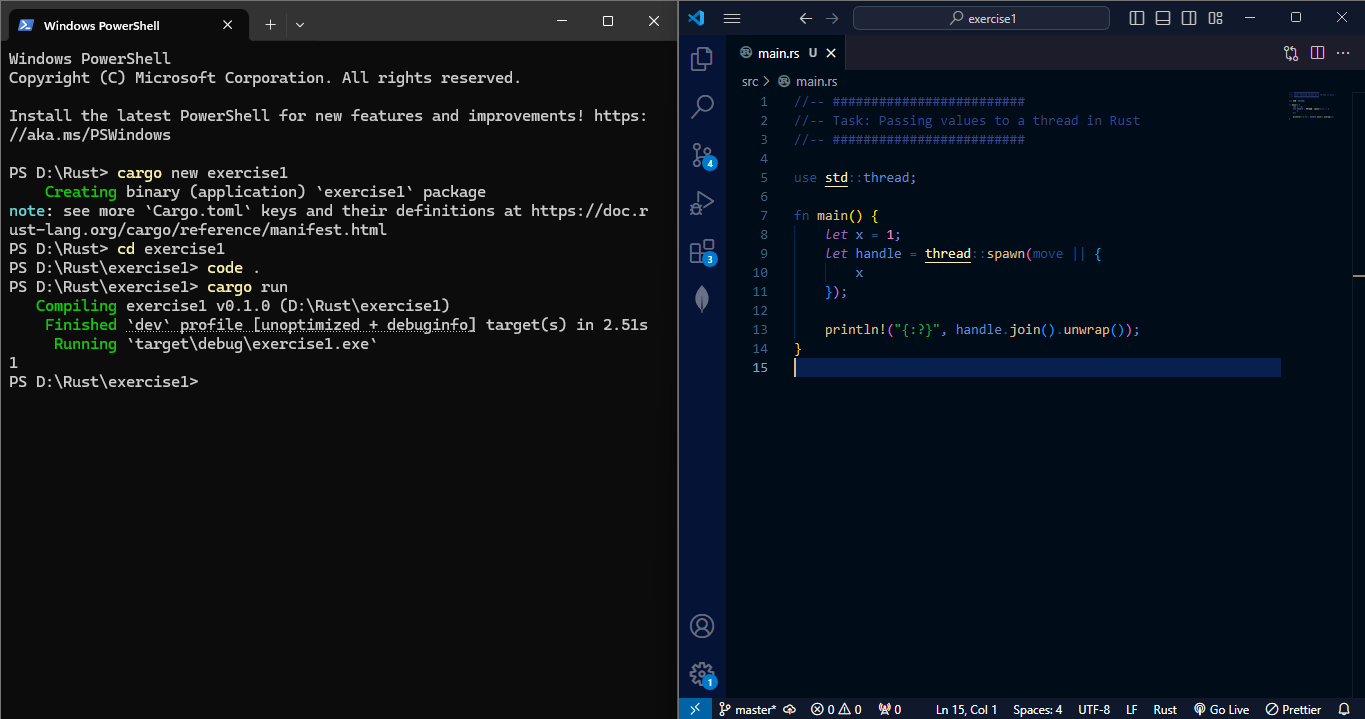 Windows PowerShell
Windows PowerShell
Copyright (C) Microsoft Corporation. All rights reserved.
Install the latest PowerShell for new features and improvements! https:
//aka.ms/PSWindows
PS D:\Rust> cargo new exercise1
Creating binary (application) `exercise1` package
note: see more `Cargo.toml` keys and their definitions at https://doc.r
ust-lang.org/cargo/reference/manifest.html
PS D:\Rust> cd exercise1
PS D:\Rust\exercise1> code .
PS D:\Rust\exercise1> cargo run
Compiling exercise1 v0.1.0 (D:\Rust\exercise1)
Finished `dev` profile [unoptimized + debuginfo] target(s) in 2.51s
Running `target\debug\exercise1.exe`
1
PS D:\Rust\exercise1>
exercise1
main.rs U
src > main.rs
4
3
1
1 //-- #########################
2 //-- Task: Passing values to a thread in Rust
3 //-- #########################
4
5 use std::thread;
6
7 fn main() {
8 let x = 1;
9 let handle = thread::spawn(move || {
10 x
11 });
12
13 println!("{:?}", handle.join().unwrap());
14 }
15
master* 0 0 0 Ln 15, Col 1 Spaces: 4 UTF-8 LF Rust Go Live Prettier